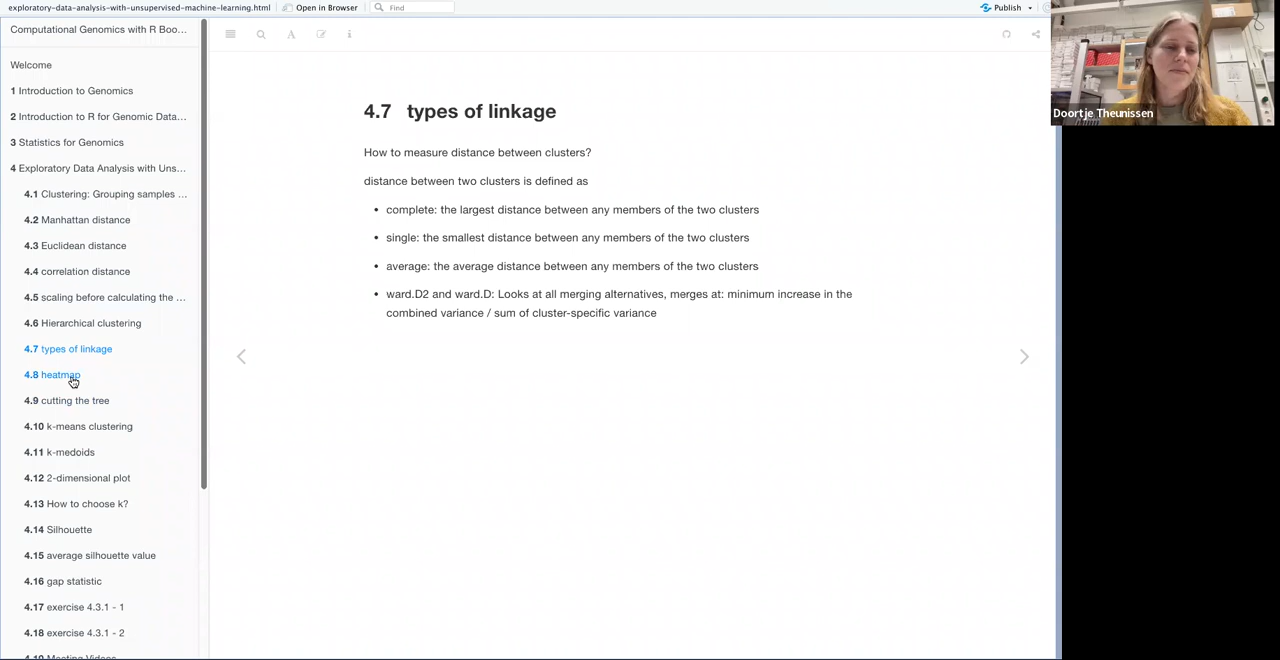 exploratory-data-analysis-with-unsupervised-machine-learning.html
Open in Browser
Find
Publish
Computational Genomics with R Boo...
Welcome
1 Introduction to Genomics
2 Introduction to R for Genomic Data...
3 Statistics for Genomics
4 Exploratory Data Analysis with Uns...
4.1 Clustering: Grouping samples ...
4.2 Manhattan distance
4.3 Euclidean distance
4.4 correlation distance
4.5 scaling before calculating the ...
4.6 Hierarchical clustering
4.7 types of linkage
4.8 heatmap
4.9 cutting the tree
4.10 k-means clustering
4.11 k-medoids
4.12 2-dimensional plot
4.13 How to choose k?
4.14 Silhouette
4.15 average silhouette value
4.16 gap statistic
4.17 exercise 4.3.1 - 1
4.18 exercise 4.3.1 - 2
4.19 Meeting Videos
A
i
4.7 types of linkage
How to measure distance between clusters?
distance between two clusters is defined as
• complete: the largest distance between any members of the two clusters
• single: the smallest distance between any members of the two clusters
• average: the average distance between any members of the two clusters
• ward.D2 and ward.D: Looks at all merging alternatives, merges at: minimum increase in the
combined variance / sum of cluster-specific variance
Doortje Theunissen